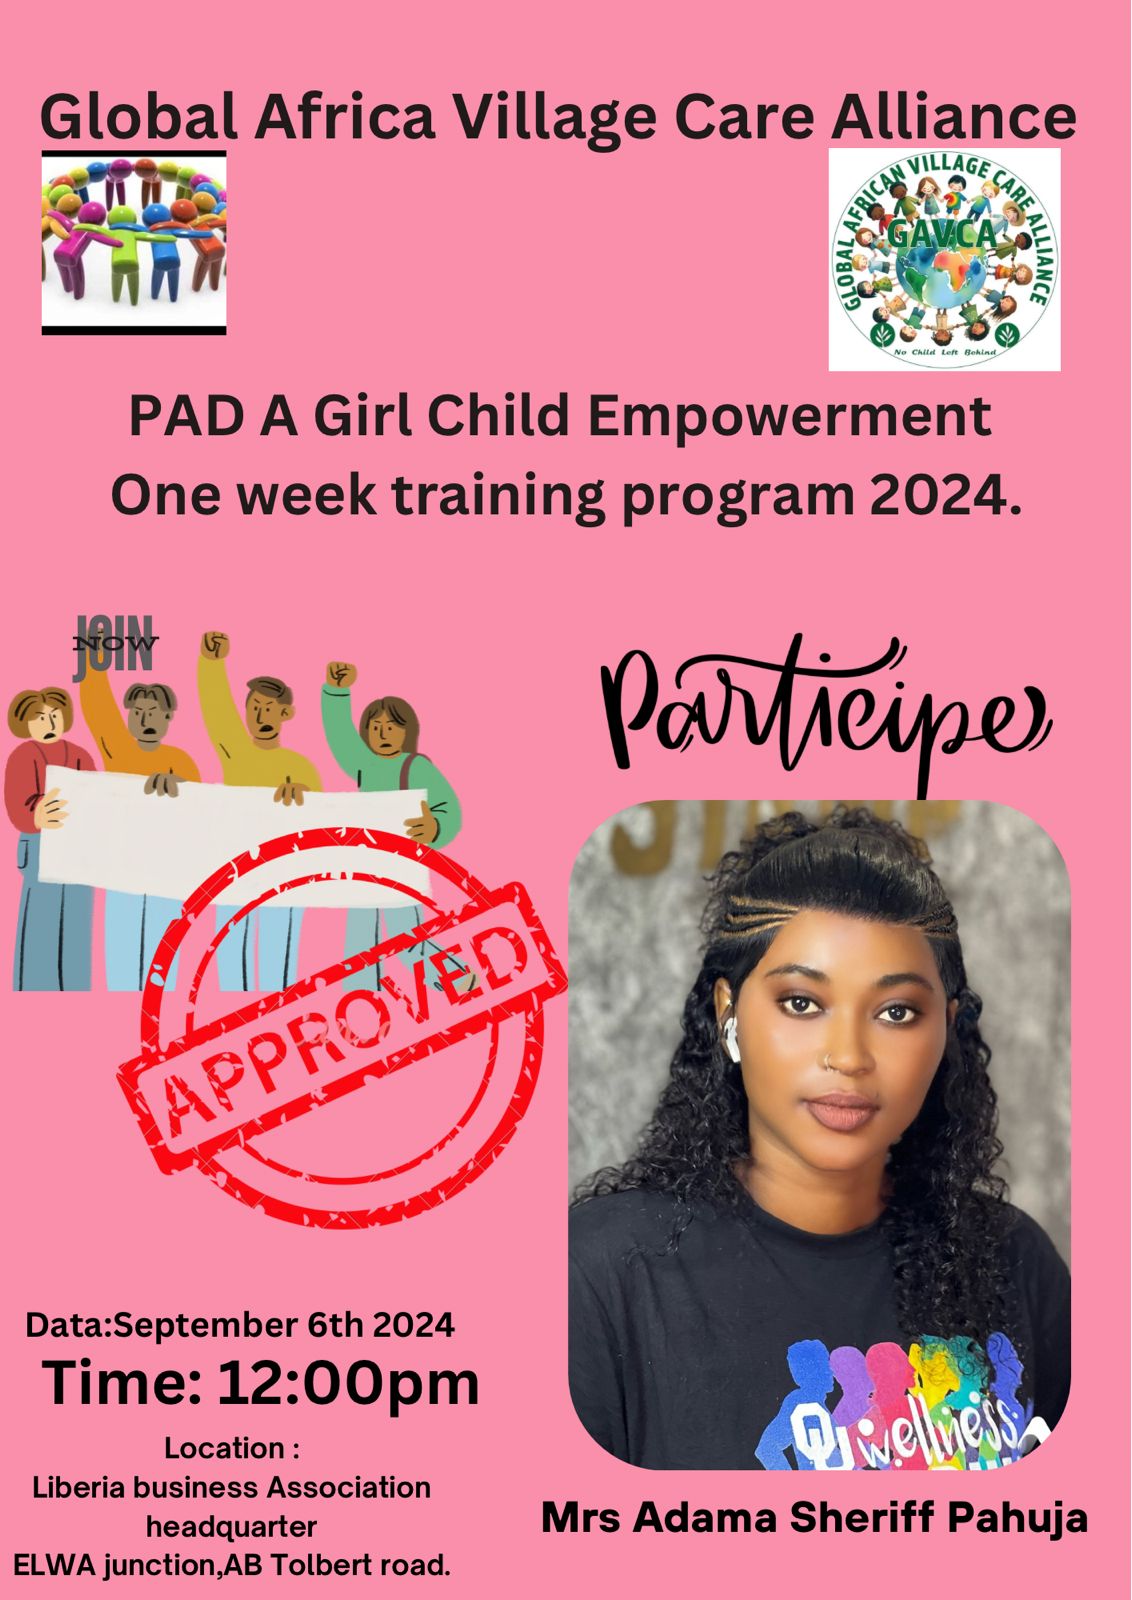 Global Africa Village Care Alliance
GLOBAL AFRICAN VILLAGE CARE ALLIANCE
GAVCA
No Child Left Behind
PAD A Girl Child Empowerment
One week training program 2024.
JOIN
NOW
Participe
APPROVED
wellness
Data:September 6th 2024
Time: 12:00pm
Location :
Liberia business Association
headquarter
ELWA junction,AB Tolbert road.
Mrs Adama Sheriff Pahuja